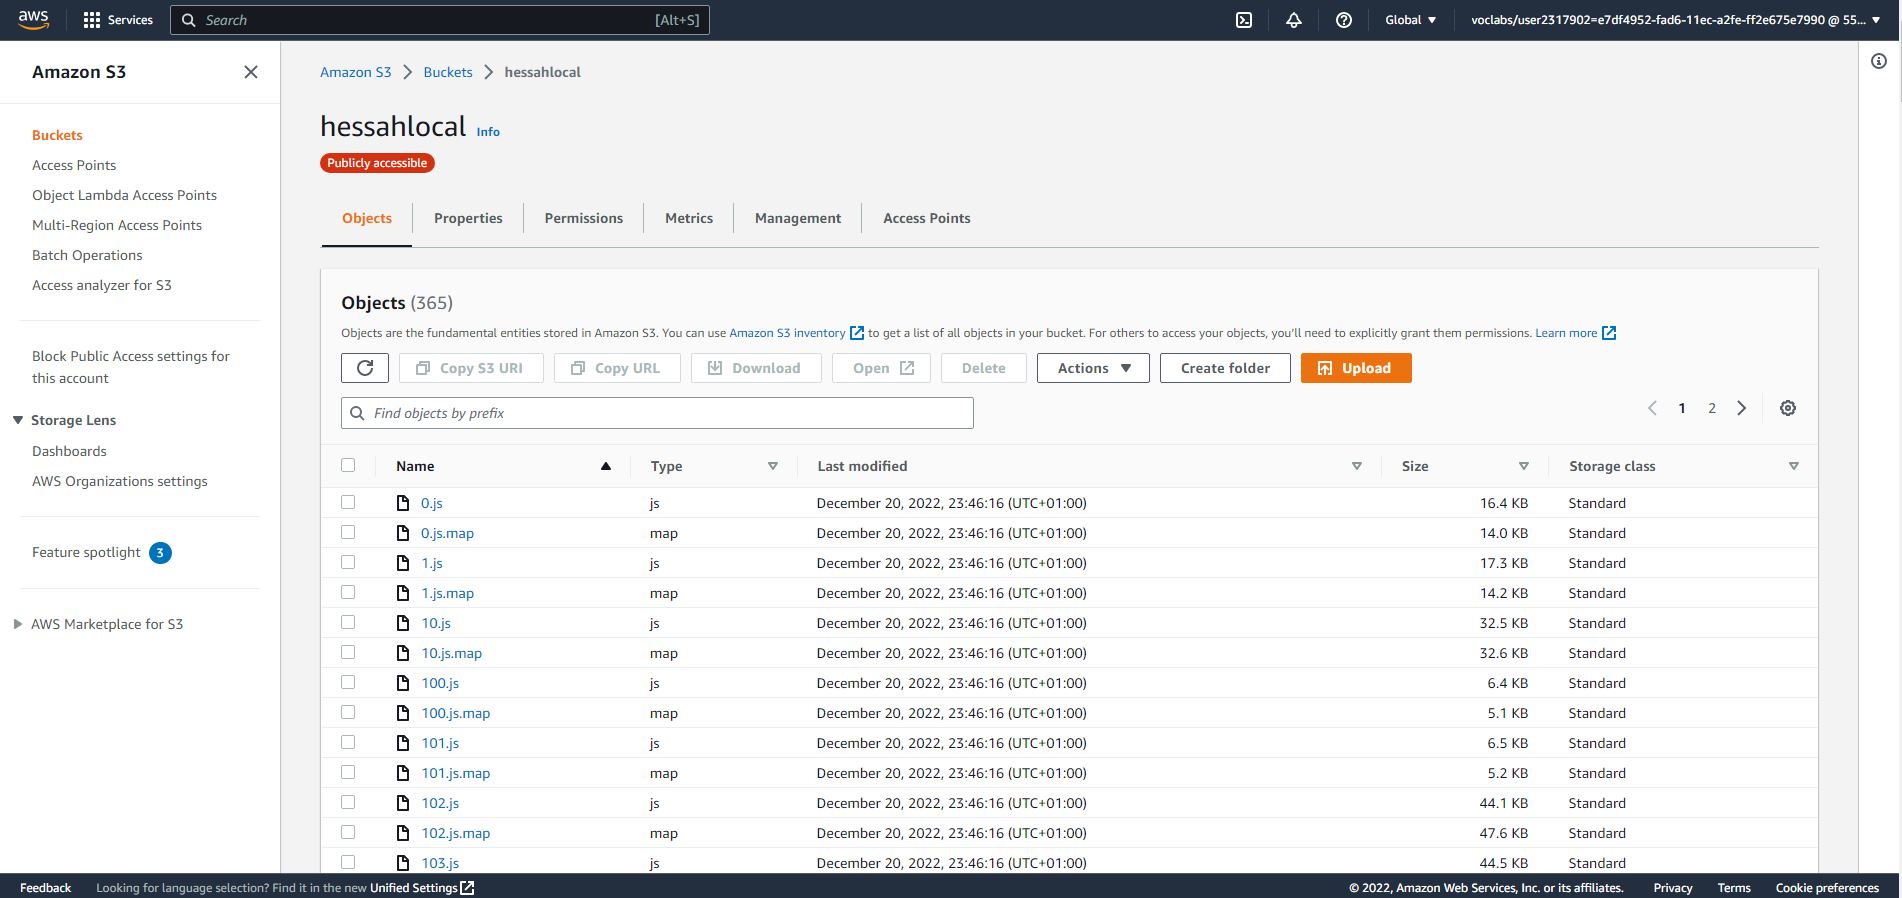 aws
Services
Search
[Alt+S]
Global
voclabs/user2317902=e7df4952-fad6-11ec-a2fe-ff2e675e7990 @ 55...
Amazon S3
Buckets
Access Points
Object Lambda Access Points
Multi-Region Access Points
Batch Operations
Access analyzer for S3
Block Public Access settings for
this account
Storage Lens
Dashboards
AWS Organizations settings
Feature spotlight 3
AWS Marketplace for S3
Amazon S3 Buckets hessahlocal
hessahlocal Info
Publicly accessible
Objects Properties Permissions Metrics Management Access Points
Objects (365)
Objects are the fundamental entities stored in Amazon S3. You can use Amazon S3 inventory to get a list of all objects in your bucket. For others to access your objects, you'll need to explicitly grant them permissions. Learn more
Copy S3 URI Copy URL Download Open Delete Actions Create folder Upload
Find objects by prefix
1 2
Name Type Last modified Size Storage class
0.js js December 20, 2022, 23:46:16 (UTC+01:00) 16.4 KB Standard
0.js.map map December 20, 2022, 23:46:16 (UTC+01:00) 14.0 KB Standard
1.js js December 20, 2022, 23:46:16 (UTC+01:00) 17.3 KB Standard
1.js.map map December 20, 2022, 23:46:16 (UTC+01:00) 14.2 KB Standard
10.js js December 20, 2022, 23:46:16 (UTC+01:00) 32.5 KB Standard
10.js.map map December 20, 2022, 23:46:16 (UTC+01:00) 32.6 KB Standard
100.js js December 20, 2022, 23:46:16 (UTC+01:00) 6.4 KB Standard
100.js.map map December 20, 2022, 23:46:16 (UTC+01:00) 5.1 KB Standard
101.js js December 20, 2022, 23:46:16 (UTC+01:00) 6.5 KB Standard
101.js.map map December 20, 2022, 23:46:16 (UTC+01:00) 5.2 KB Standard
102.js js December 20, 2022, 23:46:16 (UTC+01:00) 44.1 KB Standard
102.js.map map December 20, 2022, 23:46:16 (UTC+01:00) 47.6 KB Standard
103.js js December 20, 2022, 23:46:16 (UTC+01:00) 44.5 KB Standard
Feedback Looking for language selection? Find it in the new Unified Settings © 2022, Amazon Web Services, Inc. or its affiliates. Privacy Terms Cookie preferences